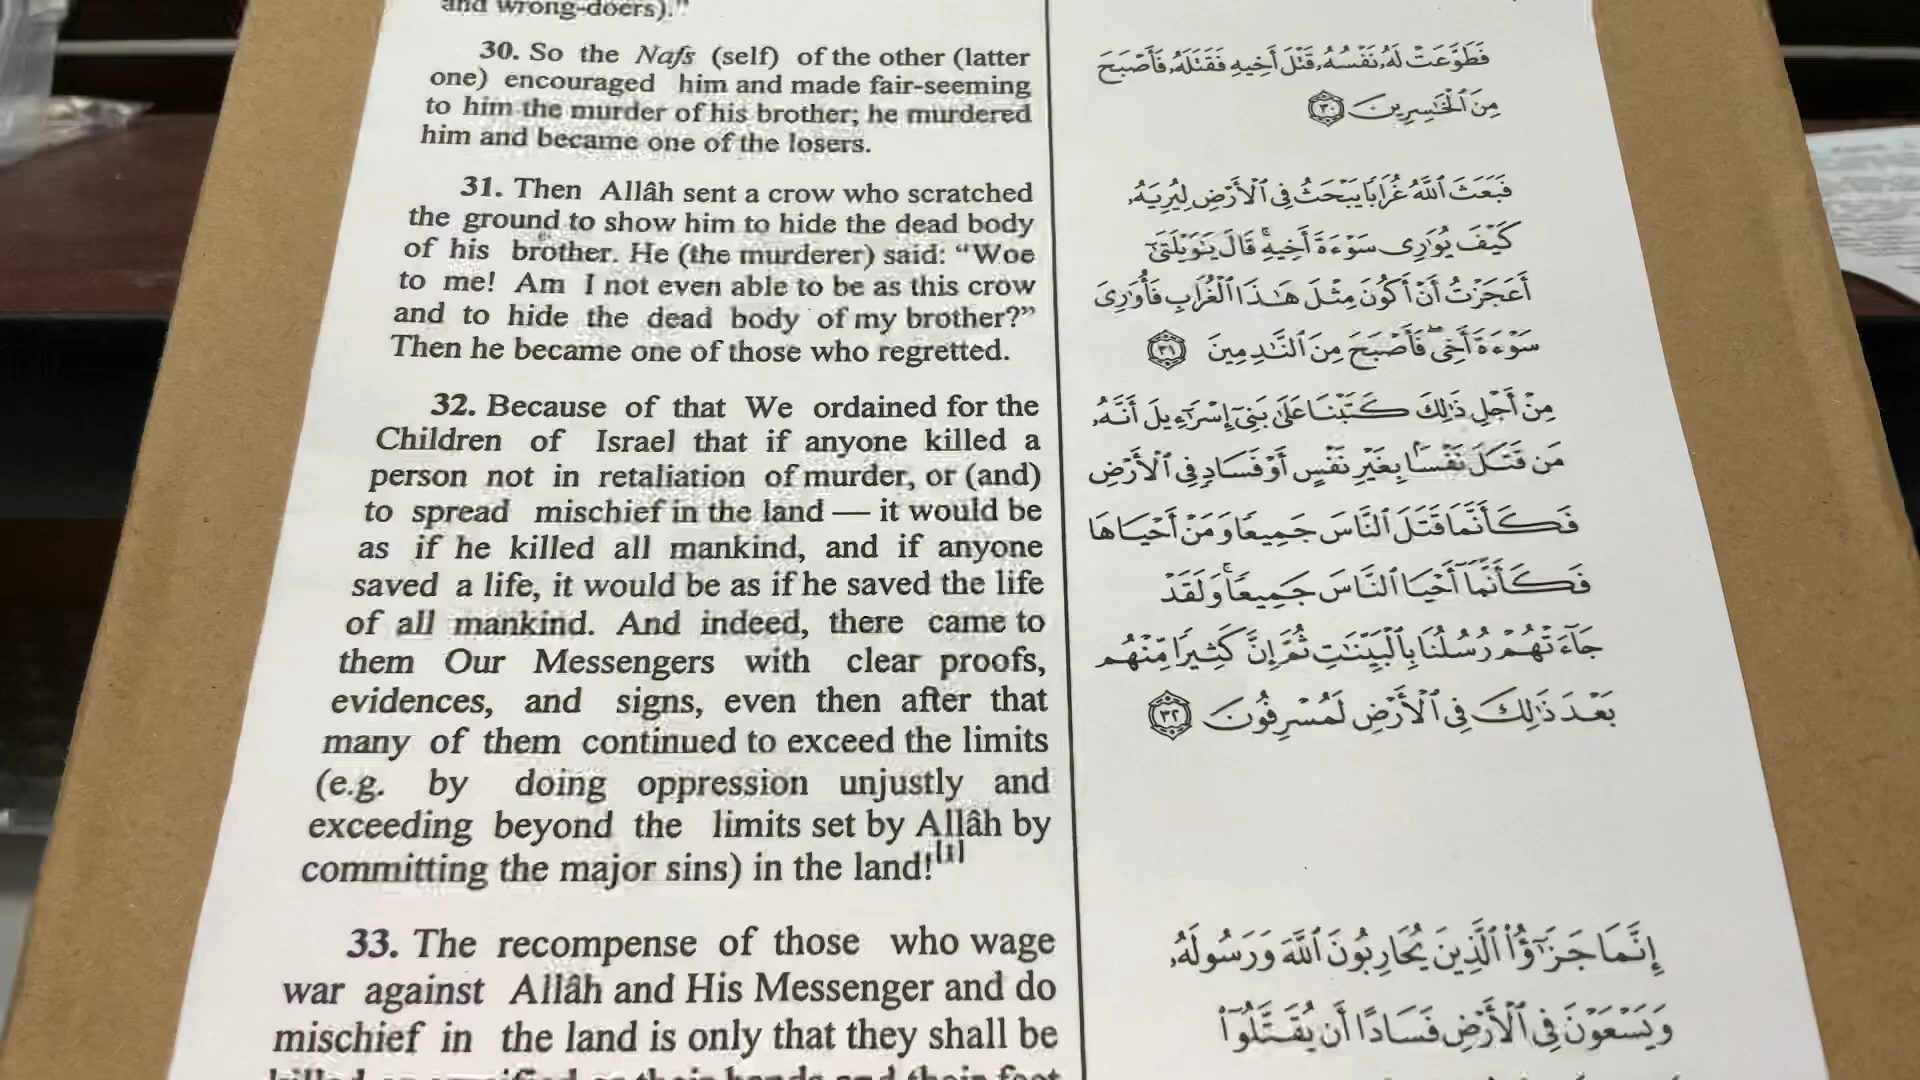 and wrong-doers)."
30. So the Nafs (self) of the other (latter
one) encouraged him and made fair-seeming
to him the murder of his brother; he murdered
him and became one of the losers.
31. Then Allâh sent a crow who scratched
the ground to show him to hide the dead body
of his brother. He (the murderer) said: “Woe
to me! Am I not even able to be as this crow
and to hide the dead body of my brother?”
Then he became one of those who regretted.
32. Because of that We ordained for the
Children of Israel that if anyone killed a
person not in retaliation of murder, or (and)
to spread mischief in the land — it would be
as if he killed all mankind, and if anyone
saved a life, it would be as if he saved the life
of all mankind. And indeed, there came to
them Our Messengers with clear proofs,
evidences, and signs, even then after that
many of them continued to exceed the limits
(e.g. by doing oppression unjustly and
exceeding beyond the limits set by Allâh by
committing the major sins) in the land![1]
33. The recompense of those who wage
war against Allâh and His Messenger and do
mischief in the land is only that they shall be
فَطَوَّعَتْ لَهُۥ نَفْسُهُۥ قَتْلَ أَخِيهِ فَقَتَلَهُۥ فَأَصْبَحَ
مِنَ ٱلْخَٰسِرِينَ ٣٠
فَبَعَثَ ٱللَّهُ غُرَابًا يَبْحَثُ فِى ٱلْأَرْضِ لِيُرِيَهُۥ
كَيْفَ يُوَٰرِى سَوْءَةَ أَخِيهِ ۚ قَالَ يَٰوَيْلَتَىٰٓ
أَعَجَزْتُ أَنْ أَكُونَ مِثْلَ هَٰذَا ٱلْغُرَابِ فَأُوَٰرِىَ
سَوْءَةَ أَخِى ۖ فَأَصْبَحَ مِنَ ٱلنَّٰدِمِينَ ٣١
مِنْ أَجْلِ ذَٰلِكَ كَتَبْنَا عَلَىٰ بَنِىٓ إِسْرَٰٓءِيلَ أَنَّهُۥ
مَن قَتَلَ نَفْسًۢا بِغَيْرِ نَفْسٍ أَوْ فَسَادٍ فِى ٱلْأَرْضِ
فَكَأَنَّمَا قَتَلَ ٱلنَّاسَ جَمِيعًا وَمَنْ أَحْيَاهَا
فَكَأَنَّمَآ أَحْيَا ٱلنَّاسَ جَمِيعًا ۚ وَلَقَدْ
جَآءَتْهُمْ رُسُلُنَا بِٱلْبَيِّنَٰتِ ثُمَّ إِنَّ كَثِيرًا مِّنْهُم
بَعْدَ ذَٰلِكَ فِى ٱلْأَرْضِ لَمُسْرِفُونَ ٣٢
إِنَّمَا جَزَٰٓؤُا۟ ٱلَّذِينَ يُحَارِبُونَ ٱللَّهَ وَرَسُولَهُۥ
وَيَسْعَوْنَ فِى ٱلْأَرْضِ فَسَادًا أَن يُقَتَّلُوٓا۟